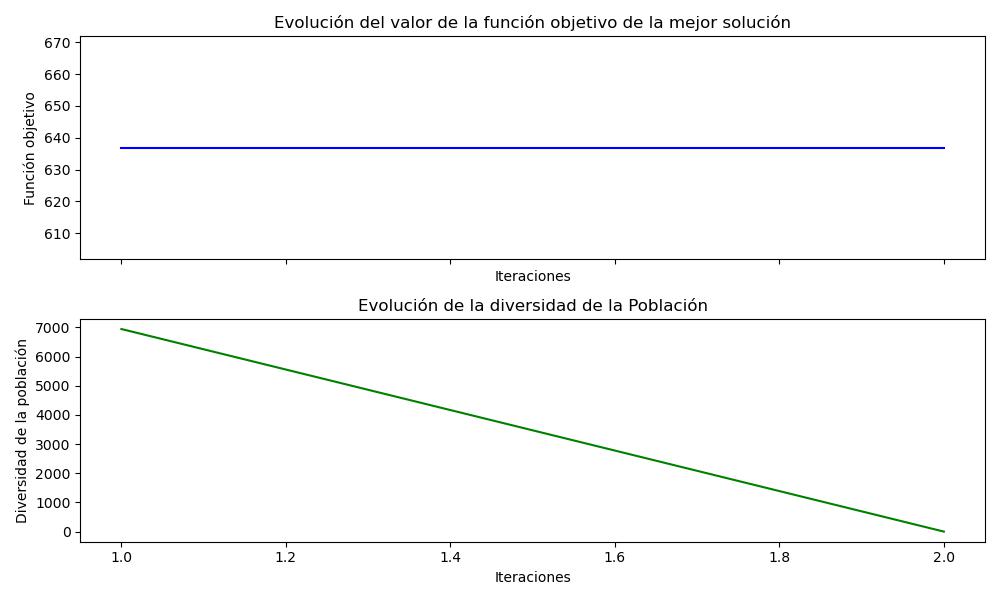 Evolución del valor de la función objetivo de la mejor solución
670
660
650
640
630
620
610
Función objetivo
Iteraciones
Evolución de la diversidad de la Población
7000
6000
5000
4000
3000
2000
1000
0
Diversidad de la población
1.0 1.2 1.4 1.6 1.8 2.0
Iteraciones